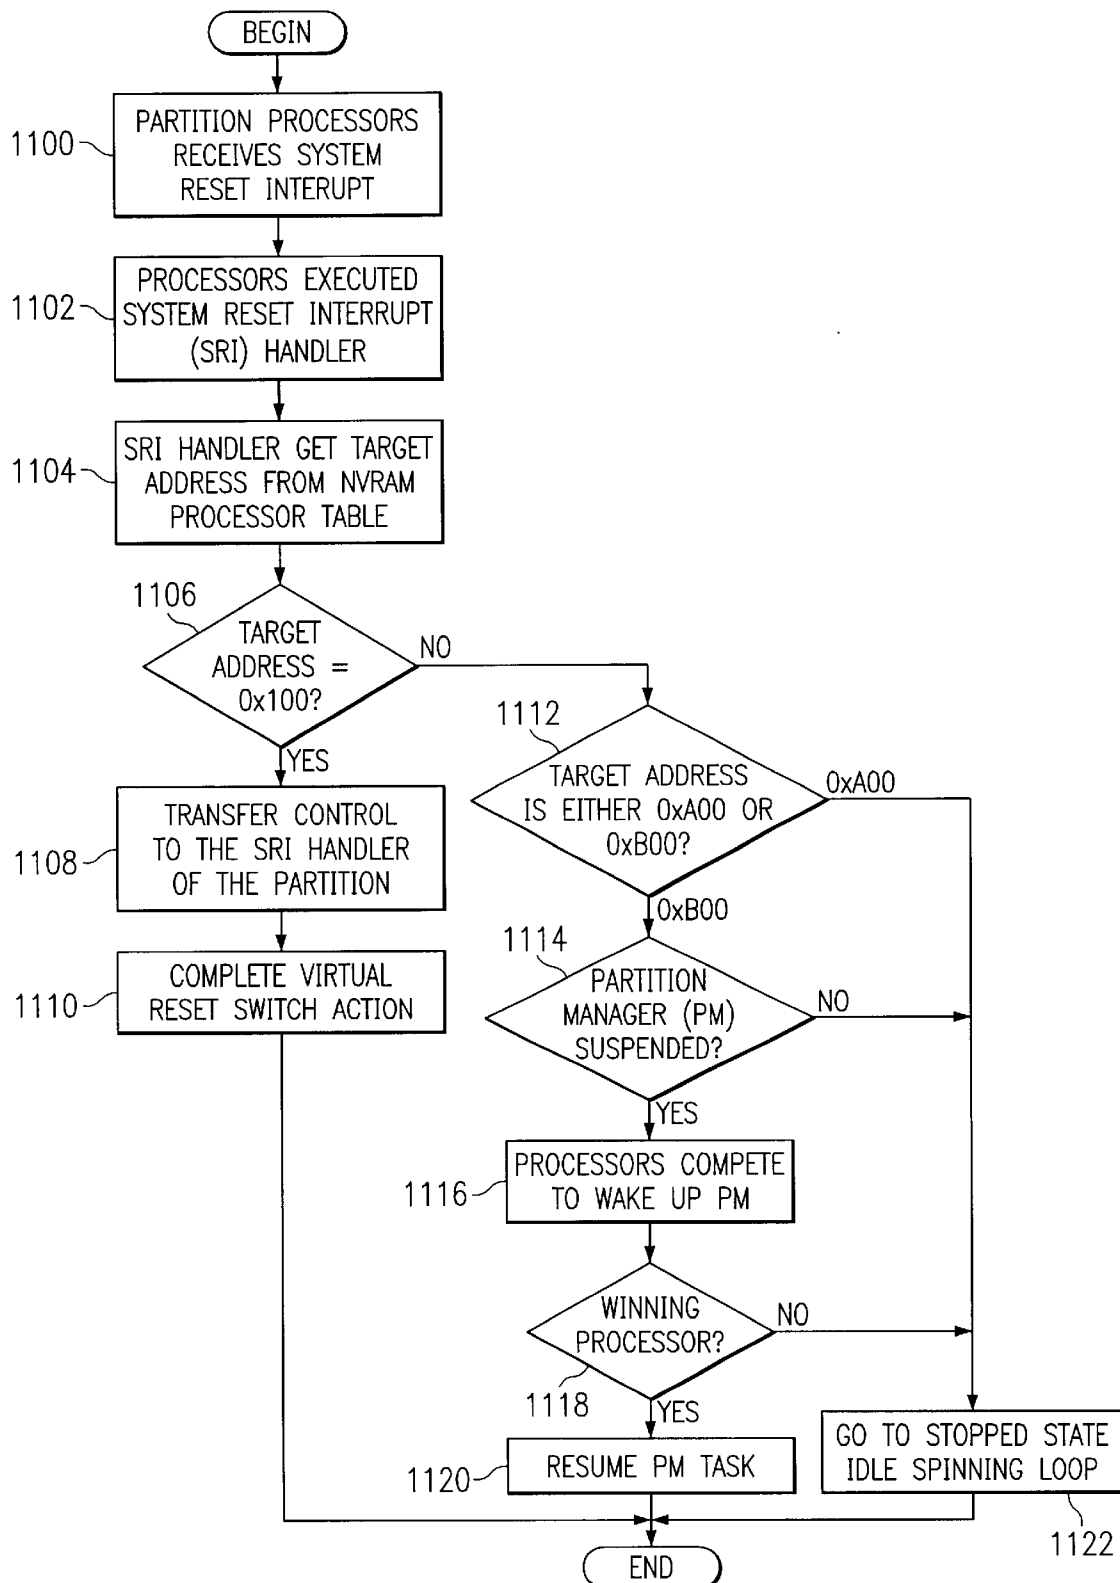 BEGIN
1100
PARTITION PROCESSORS
RECEIVES SYSTEM
RESET INTERUPT
1102
PROCESSORS EXECUTED
SYSTEM RESET INTERRUPT
(SRI) HANDLER
1104
SRI HANDLER GET TARGET
ADDRESS FROM NVRAM
PROCESSOR TABLE
1106
TARGET
ADDRESS =
0x100?
NO
YES
1108
TRANSFER CONTROL
TO THE SRI HANDLER
OF THE PARTITION
1110
COMPLETE VIRTUAL
RESET SWITCH ACTION
1112
TARGET ADDRESS
IS EITHER 0xA00 OR
0xB00?
0xA00
0xB00
1114
PARTITION
MANAGER (PM)
SUSPENDED?
NO
YES
1116
PROCESSORS COMPETE
TO WAKE UP PM
WINNING
PROCESSOR?
NO
1118
YES
1120
RESUME PM TASK
GO TO STOPPED STATE
IDLE SPINNING LOOP
1122
END